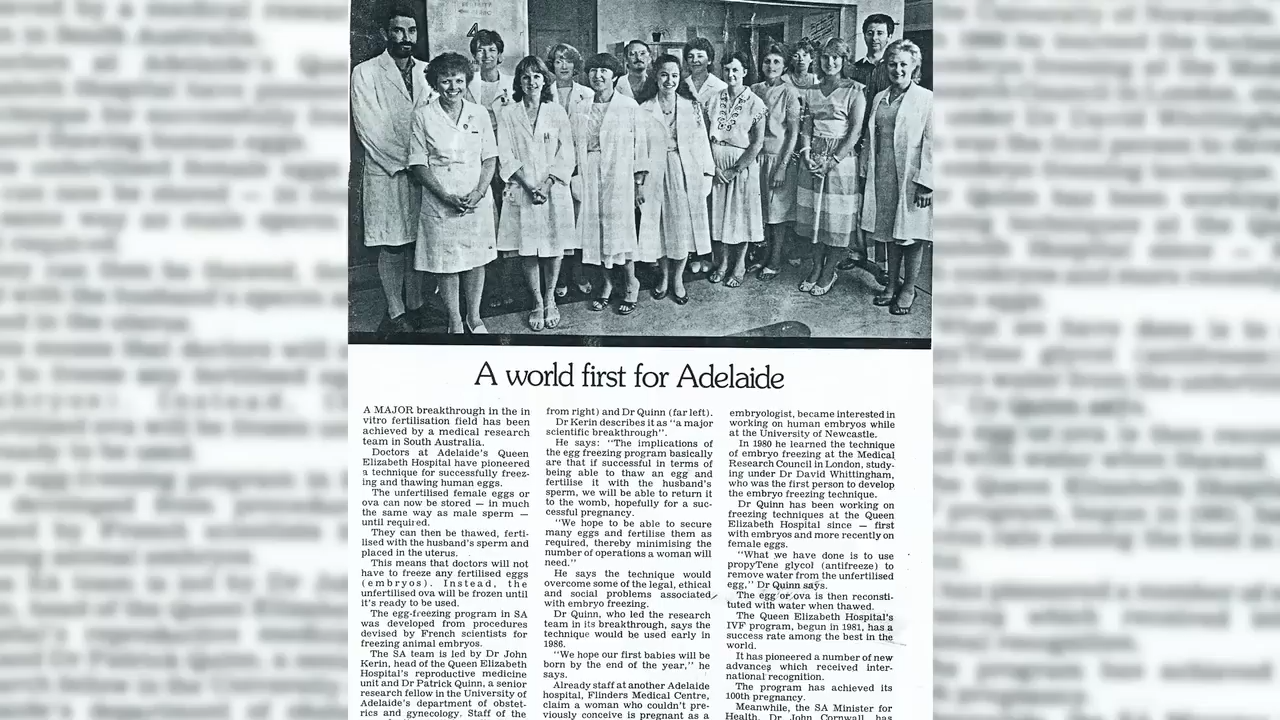 4
A world first for Adelaide
A MAJOR breakthrough in the in
vitro fertilisation field has been
achieved by a medical research
team in South Australia.
Doctors at Adelaide's Queen
Elizabeth Hospital have pioneered
a technique for successfully freez-
ing and thawing human eggs.
The unfertilised female eggs or
ova can now be stored — in much
the same way as male sperm —
until required.
They can then be thawed, ferti-
lised with the husband's sperm and
placed in the uterus.
This means that doctors will not
have to freeze any fertilised eggs
(embryos). Instead, the
unfertilised ova will be frozen until
it's ready to be used.
The egg-freezing program in SA
was developed from procedures
devised by French scientists for
freezing animal embryos.
The SA team is led by Dr John
Kerin, head of the Queen Elizabeth
Hospital's reproductive medicine
unit and Dr Patrick Quinn, a senior
research fellow in the University of
Adelaide's department of obstet-
rics and gynecology. Staff of the
from right) and Dr Quinn (far left).
Dr Kerin describes it as "a major
scientific breakthrough".
He says: "The implications of
the egg freezing program basically
are that if successful in terms of
being able to thaw an egg and
fertilise it with the husband's
sperm, we will be able to return it
to the womb, hopefully for a suc-
cessful pregnancy.
"We hope to be able to secure
many eggs and fertilise them as
required, thereby minimising the
number of operations a woman will
need."
He says the technique would
overcome some of the legal, ethical
and social problems associated
with embryo freezing.
Dr Quinn, who led the research
team in its breakthrough, says the
technique would be used early in
1986.
"We hope our first babies will be
born by the end of the year," he
says.
Already staff at another Adelaide
hospital, Flinders Medical Centre,
claim a woman who couldn't pre-
viously conceive is pregnant as a
embryologist, became interested in
working on human embryos while
at the University of Newcastle.
In 1980 he learned the technique
of embryo freezing at the Medical
Research Council in London, study-
ing under Dr David Whittingham,
who was the first person to develop
the embryo freezing technique.
Dr Quinn has been working on
freezing techniques at the Queen
Elizabeth Hospital since — first
with embryos and more recently on
female eggs.
"What we have done is to use
propyTene glycol (antifreeze) to
remove water from the unfertilised
egg," Dr Quinn says.
The egg or ova is then reconsti-
tuted with water when thawed.
The Queen Elizabeth Hospital's
IVF program, begun in 1981, has a
success rate among the best in the
world.
It has pioneered a number of new
advances which received inter-
national recognition.
The program has achieved its
100th pregnancy.
Meanwhile, the SA Minister for
Health, Dr John Cornwall, has